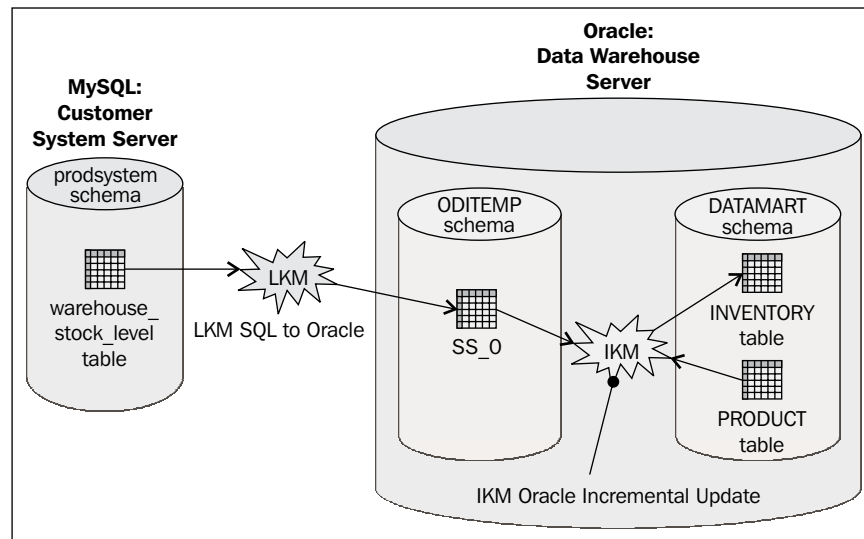 MySQL:
Customer
System Server
prodsystem
schema
warehouse_
stock_level
table
LKM
LKM SQL to Oracle
Oracle:
Data Warehouse
Server
ODITEMP
schema
SS_0
IKM
DATAMART
schema
INVENTORY
table
PRODUCT
table
IKM Oracle Incremental Update